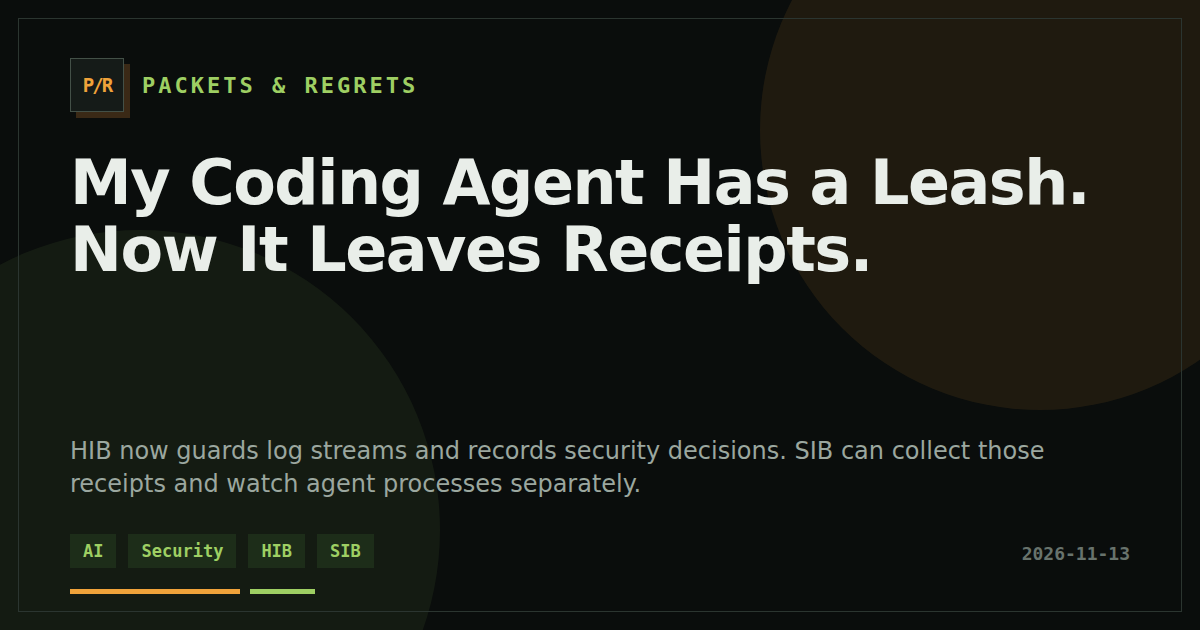 P/R
PACKETS & REGRETS
My Coding Agent Has a Leash.
Now It Leaves Receipts.
HIB now guards log streams and records security decisions. SIB can collect those
receipts and watch agent processes separately.
AI
Security
HIB
SIB
2026-11-13